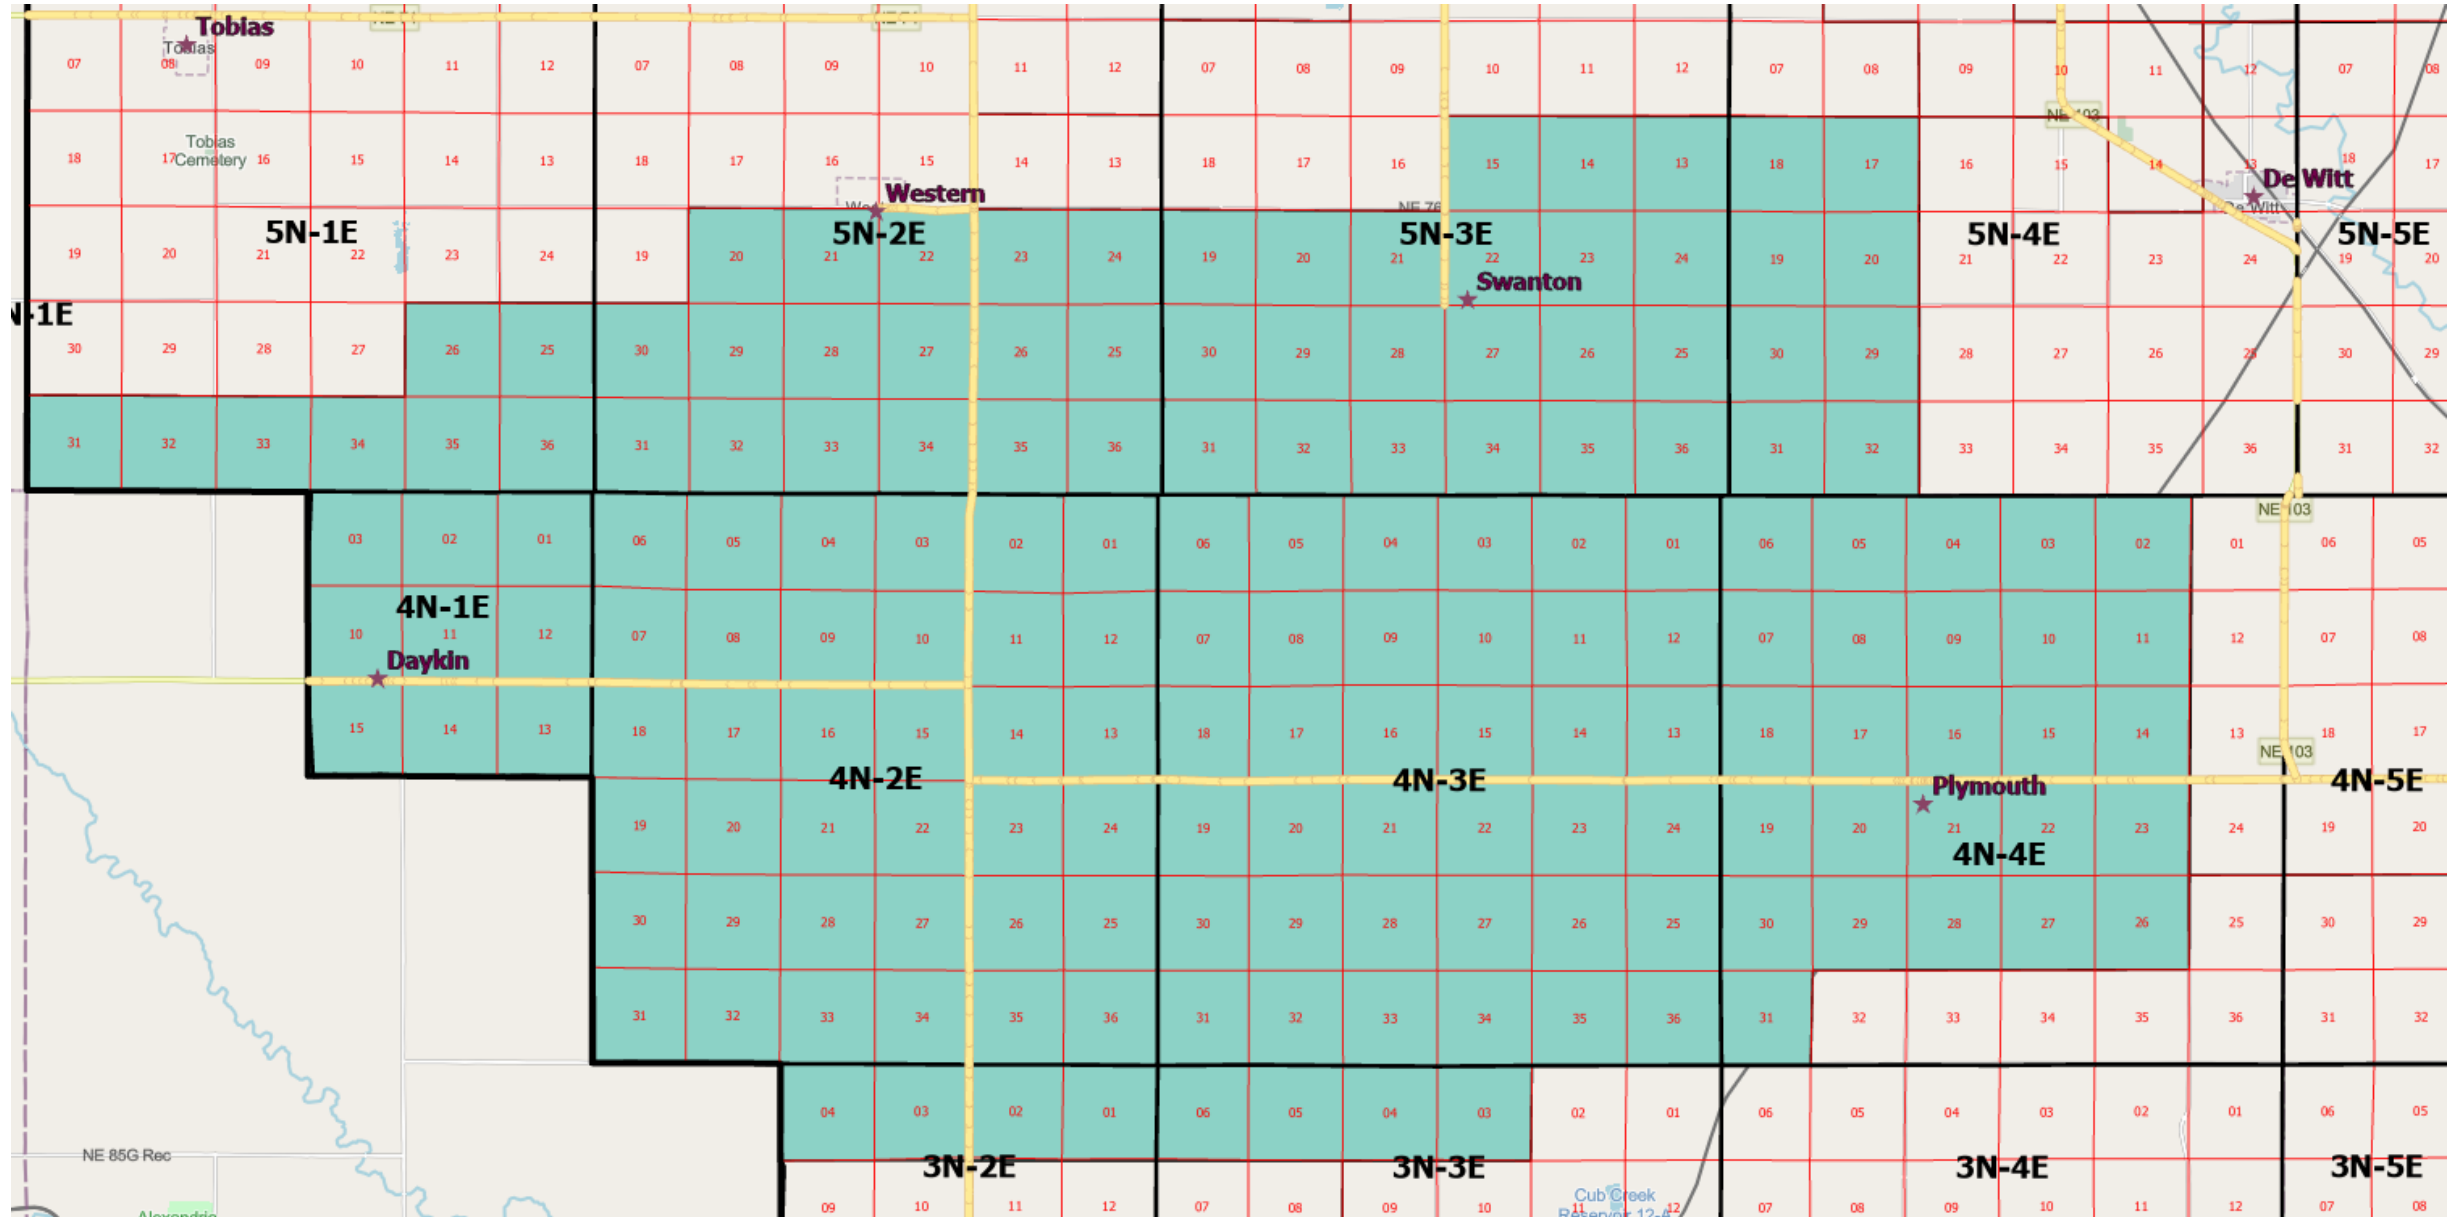 Tobias
Tobias
07 08 09 10 11 12 07 08 09 10 11 12 07 08 09 10 11 12 07 08 09 10 11 12 07 08
NE 103
Tobias
Cemetery
18 17 16 15 14 13 18 17 16 15 14 13 18 17 16 15 14 13 18 17 16 15 14 13 18 17
Western
De Witt
De Witt
NE 76
5N-1E 5N-2E 5N-3E 5N-4E 5N-5E
19 20 21 22 23 24 19 20 21 22 23 24 19 20 21 22 23 24 19 20 21 22 23 24 19 20
Swanton
N-1E
30 29 28 27 26 25 30 29 28 27 26 25 30 29 28 27 26 25 30 29 28 27 26 25 30 29
31 32 33 34 35 36 31 32 33 34 35 36 31 32 33 34 35 36 31 32 33 34 35 36 31 32
NE 103
03 02 01 06 05 04 03 02 01 06 05 04 03 02 01 06 05 04 03 02 01 06 05
4N-1E
10 11 12 07 08 09 10 11 12 07 08 09 10 11 12 07 08 09 10 11 12 07 08
Daykin
15 14 13 18 17 16 15 14 13 18 17 16 15 14 13 18 17 16 15 14 13 18 17
NE 103
4N-2E 4N-3E 4N-5E
Plymouth
19 20 21 22 23 24 19 20 21 22 23 24 19 20 21 22 23 24 19 20
4N-4E
30 29 28 27 26 25 30 29 28 27 26 25 30 29 28 27 26 25 30 29
31 32 33 34 35 36 31 32 33 34 35 36 31 32 33 34 35 36 31 32
04 03 02 01 06 05 04 03 02 01 06 05 04 03 02 01 06 05
NE 85G Rec
3N-2E 3N-3E 3N-4E 3N-5E
Cub Creek
Reservoir 12-A
09 10 11 12 07 08 09 10 11 12 07 08 09 10 11 12 07 08
Alexandria